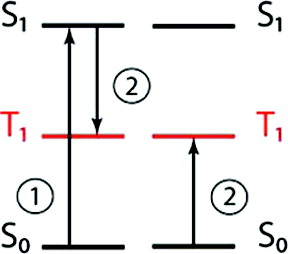 S₁ S₁
②
T₁ T₁
① ②
S₀ S₀